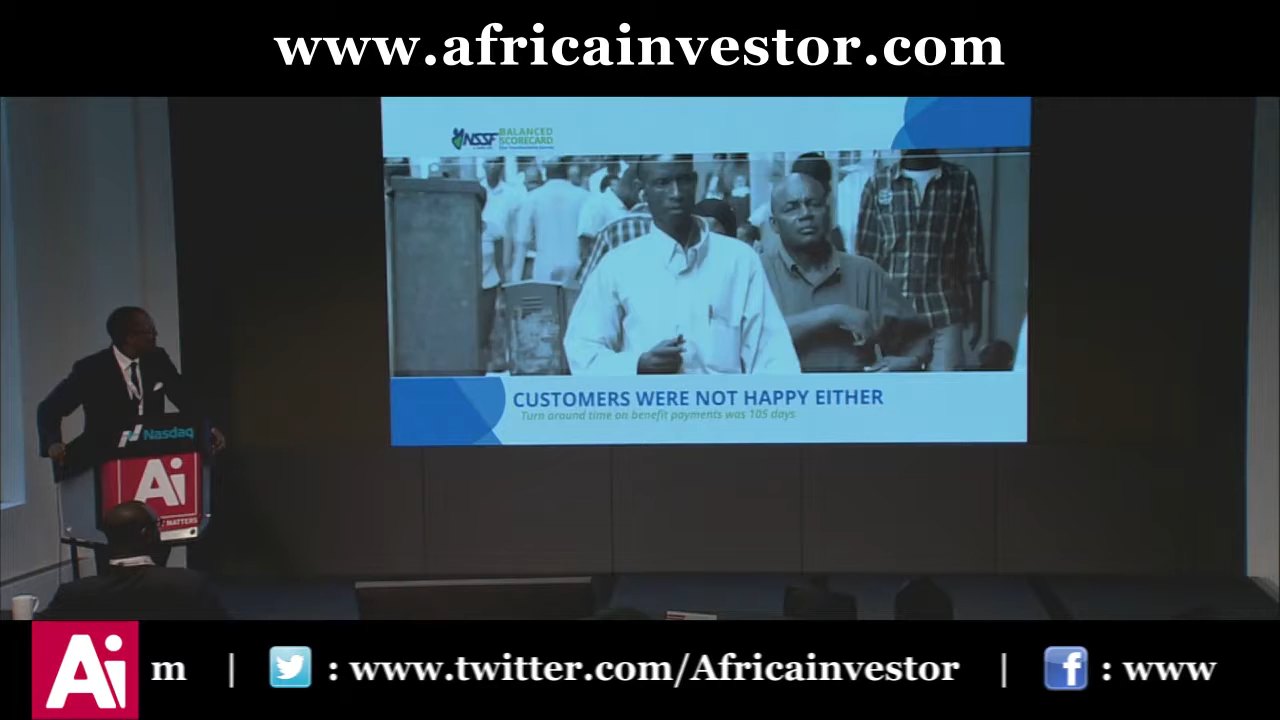 www.africainvestor.com
NSSF BALANCED
SCORECARD
CUSTOMERS WERE NOT HAPPY EITHER
Turn around time on benefit payments was 105 days
Nasdaq
Ai
MATTERS
Ai m | : www.twitter.com/Africainvestor | f : www